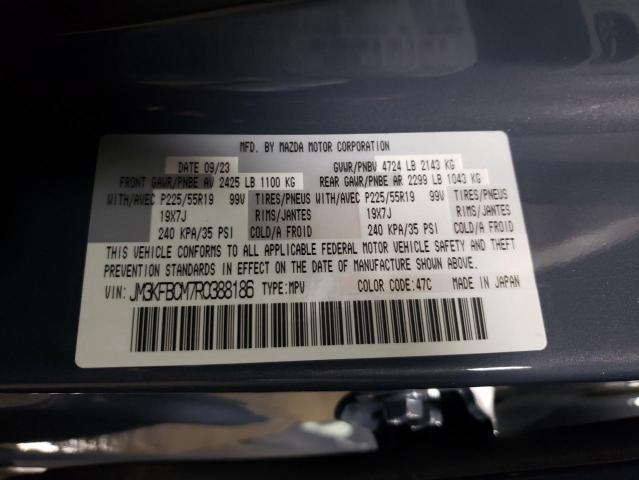 MFD. BY MAZDA MOTOR CORPORATION
DATE 09/23 GVWR/PNBV 4724 LB 2143 KG
FRONT GAWR/PNBE AV 2425 LB 1100 KG REAR GAWR/PNBE AR 2299 LB 1043 KG
WITH/AVEC P225/55R19 99V TIRES/PNEUS WITH/AVEC P225/55R19 99V TIRES/PNEUS
19X7J RIMS/JANTES 19X7J RIMS/JANTES
240 KPA/35 PSI COLD/A FROID 240 KPA/35 PSI COLD/A FROID
THIS VEHICLE CONFORMS TO ALL APPLICABLE FEDERAL MOTOR VEHICLE SAFETY AND THEFT
PREVENTION STANDARDS IN EFFECT ON THE DATE OF MANUFACTURE SHOWN ABOVE.
VIN: JM3KFBCM7R0388186 TYPE:MPV COLOR CODE:47C MADE IN JAPAN